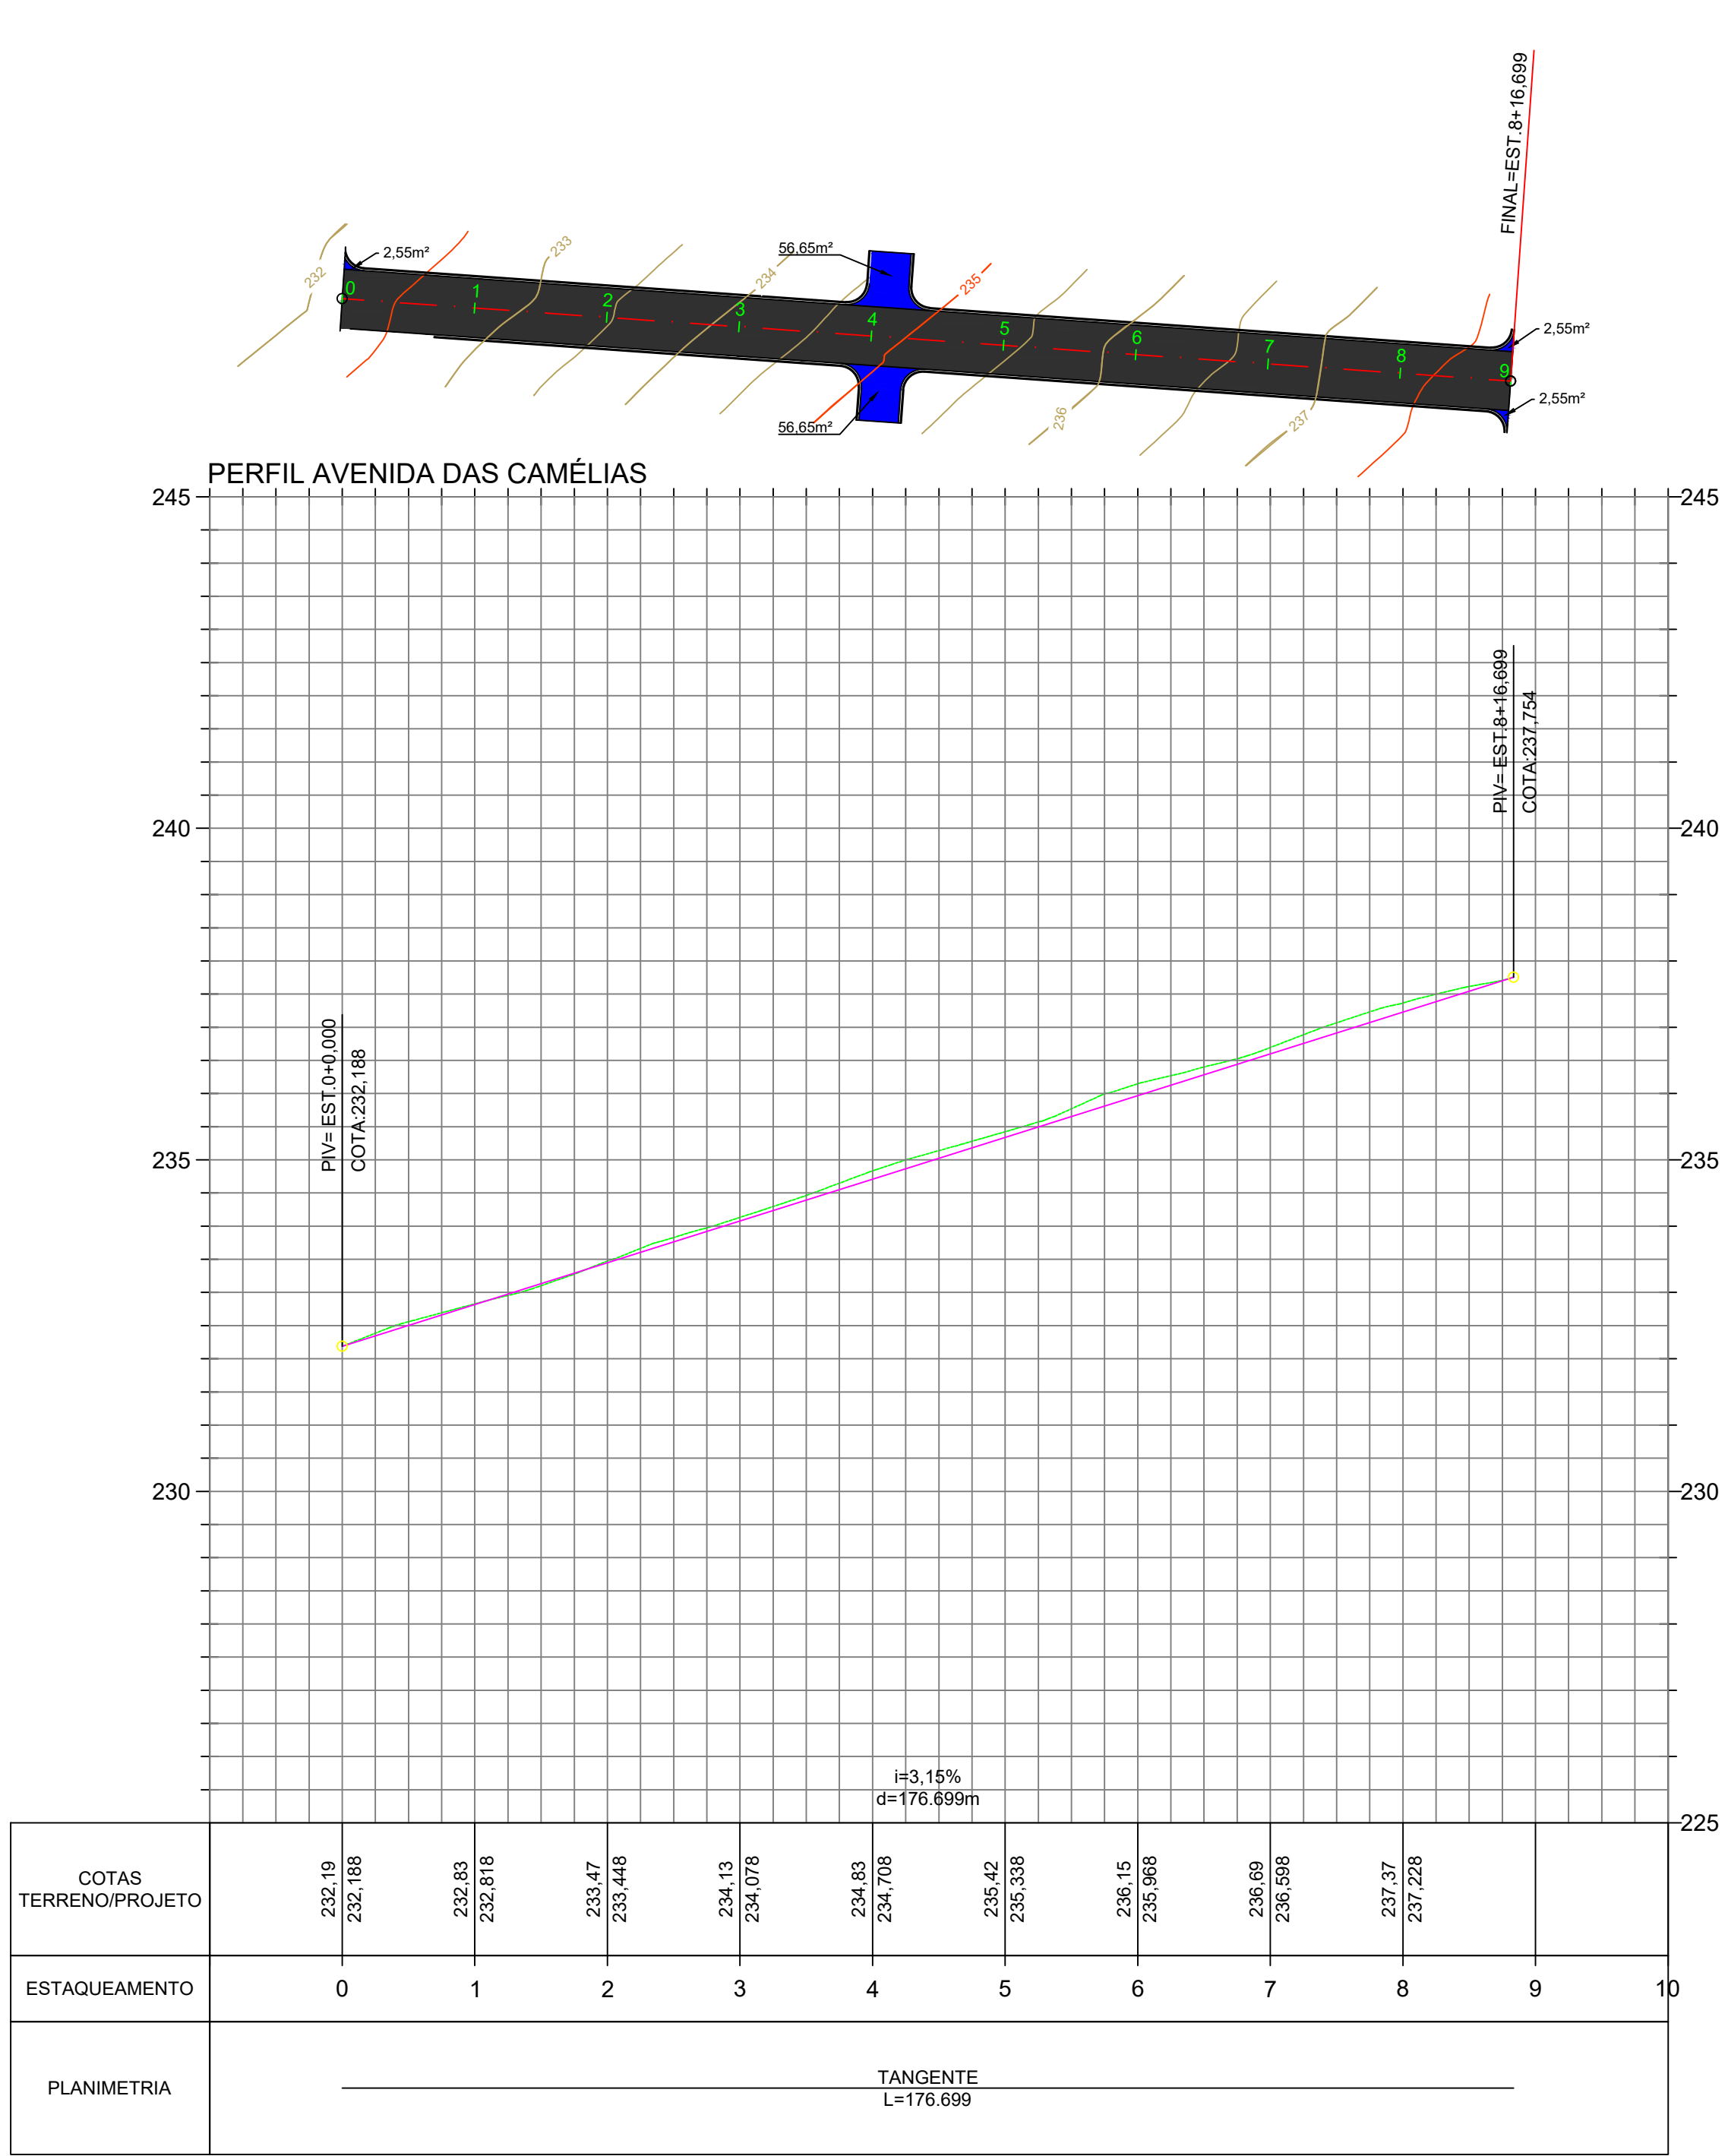 FINAL=EST.8+16,699
232
2,55m²
233
56,65m²
234
235
0
1
2
3
4
5
6
7
8
9
2,55m²
2,55m²
56,65m²
236
237
PERFIL AVENIDA DAS CAMÉLIAS
245
245
240
240
235
235
230
230
225
PIV= EST.0+0,000
COTA:232,188
PIV= EST.8+16,699
COTA:237,754
i=3,15%
d=176.699m
COTAS
TERRENO/PROJETO
232,19
232,188
232,83
232,818
233,47
233,448
234,13
234,078
234,83
234,708
235,42
235,338
236,15
235,968
236,69
236,598
237,37
237,228
ESTAQUEAMENTO
0 1 2 3 4 5 6 7 8 9 10
PLANIMETRIA
TANGENTE
L=176.699